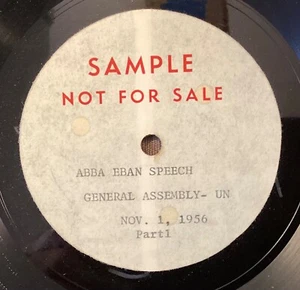 SAMPLE
NOT FOR SALE
ABBA EBAN SPEECH
GENERAL ASSEMBLY- UN
NOV. 1, 1956
Part1